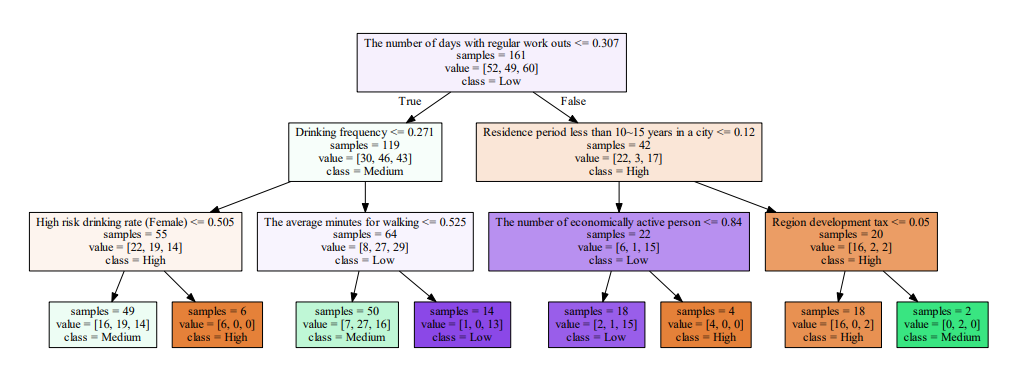 The number of days with regular work outs <= 0.307
samples = 161
value = [52, 49, 60]
class = Low
True
False
Drinking frequency <= 0.271
samples = 119
value = [30, 46, 43]
class = Medium
Residence period less than 10~15 years in a city <= 0.12
samples = 42
value = [22, 3, 17]
class = High
High risk drinking rate (Female) <= 0.505
samples = 55
value = [22, 19, 14]
class = High
The average minutes for walking <= 0.525
samples = 64
value = [8, 27, 29]
class = Low
The number of economically active person <= 0.84
samples = 22
value = [6, 1, 15]
class = Low
Region development tax <= 0.05
samples = 20
value = [16, 2, 2]
class = High
samples = 49
value = [16, 19, 14]
class = Medium
samples = 6
value = [6, 0, 0]
class = High
samples = 50
value = [7, 27, 16]
class = Medium
samples = 14
value = [1, 0, 13]
class = Low
samples = 18
value = [2, 1, 15]
class = Low
samples = 4
value = [4, 0, 0]
class = High
samples = 18
value = [16, 0, 2]
class = High
samples = 2
value = [0, 2, 0]
class = Medium